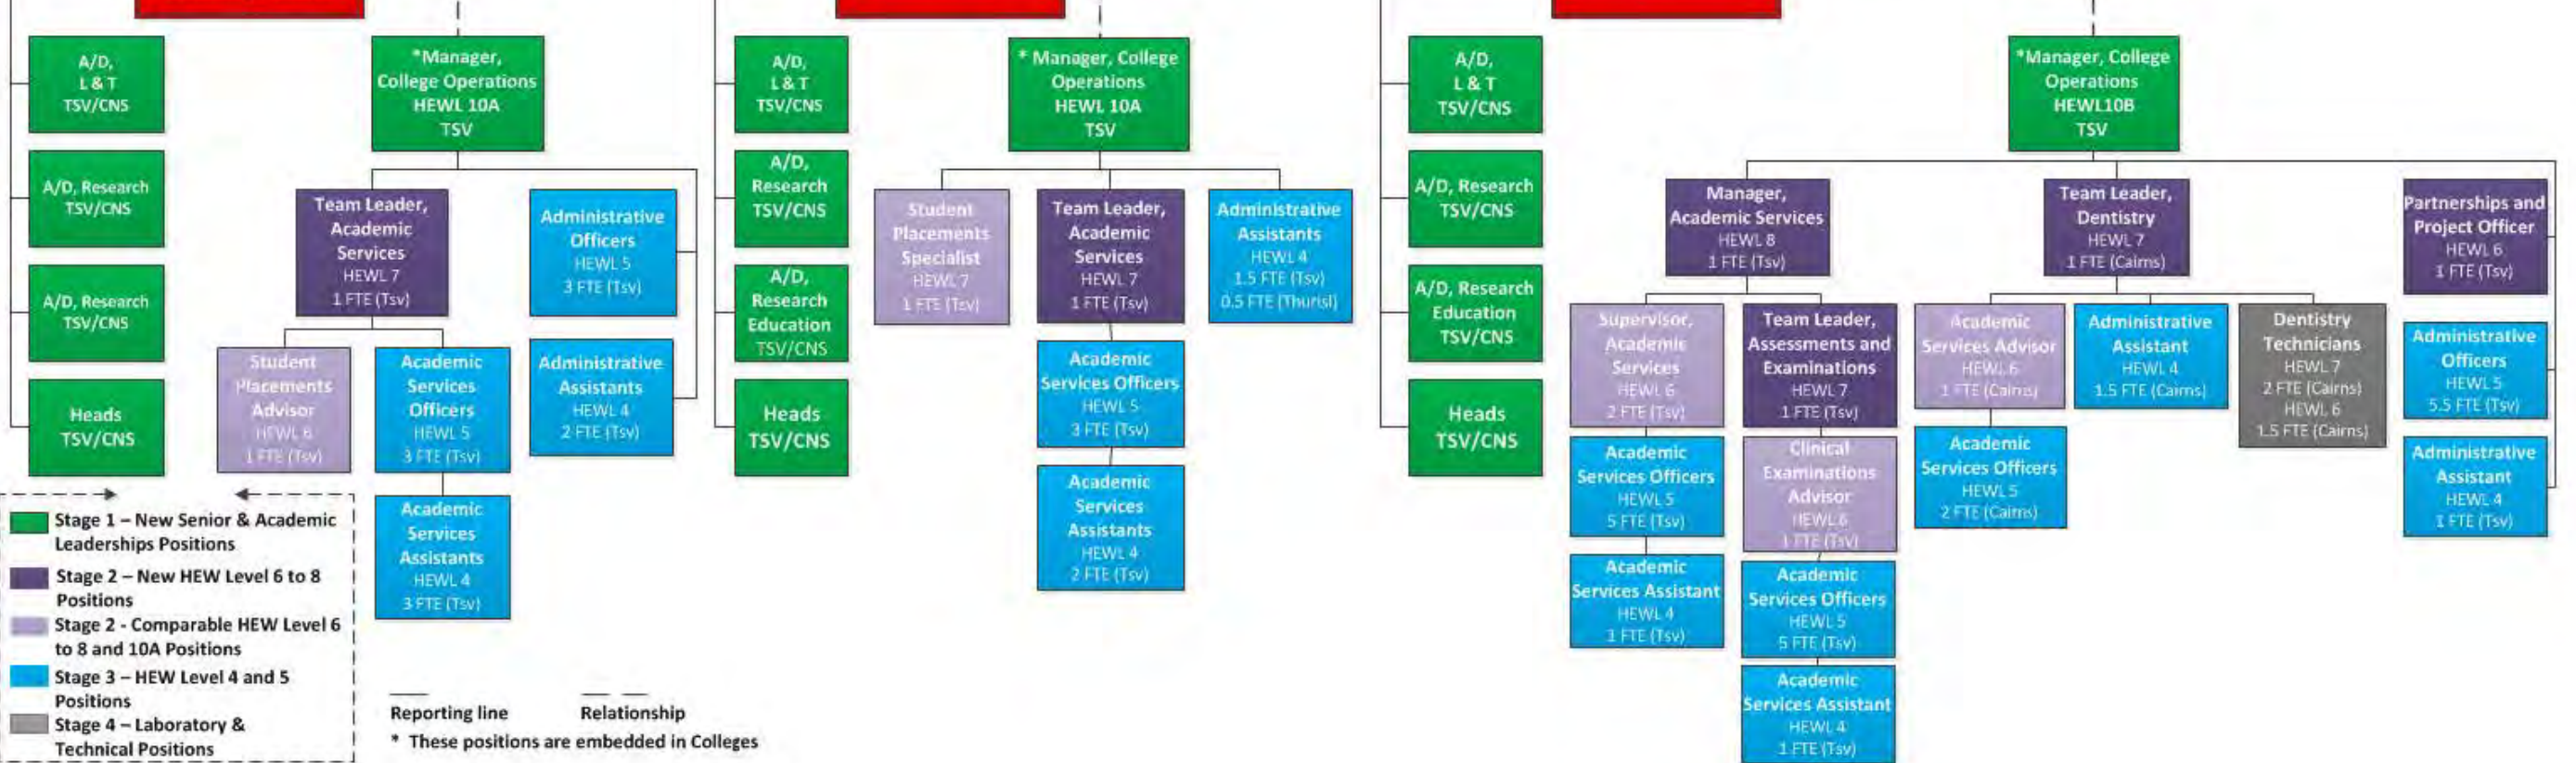 A/D,
L & T
TSV/CNS
A/D, Research
TSV/CNS
A/D, Research
TSV/CNS
Heads
TSV/CNS
*Manager,
College Operations
HEWL 10A
TSV
Team Leader,
Academic
Services
HEWL 7
1 FTE (Tsv)
Administrative
Officers
HEWL 5
3 FTE (Tsv)
Student
Placements
Advisor
HEWL 6
1 FTE (Tsv)
Academic
Services
Officers
HEWL 5
3 FTE (Tsv)
Administrative
Assistants
HEWL 4
2 FTE (Tsv)
Academic
Services
Assistants
HEWL 4
3 FTE (Tsv)
A/D,
L & T
TSV/CNS
A/D,
Research
TSV/CNS
A/D,
Research
Education
TSV/CNS
Heads
TSV/CNS
* Manager, College
Operations
HEWL 10A
TSV
Student
Placements
Specialist
HEWL 7
1 FTE (Tsv)
Team Leader,
Academic
Services
HEWL 7
1 FTE (Tsv)
Administrative
Assistants
HEWL 4
1.5 FTE (Tsv)
0.5 FTE (ThurIsl)
Academic
Services Officers
HEWL 5
3 FTE (Tsv)
Academic
Services
Assistants
HEWL 4
2 FTE (Tsv)
A/D,
L & T
TSV/CNS
A/D, Research
TSV/CNS
A/D, Research
Education
TSV/CNS
Heads
TSV/CNS
*Manager, College
Operations
HEWL10B
TSV
Manager,
Academic Services
HEWL 8
1 FTE (Tsv)
Team Leader,
Dentistry
HEWL 7
1 FTE (Cairns)
Partnerships and
Project Officer
HEWL 6
1 FTE (Tsv)
Supervisor,
Academic
Services
HEWL 6
2 FTE (Tsv)
Team Leader,
Assessments and
Examinations
HEWL 7
1 FTE (Tsv)
Academic
Services Advisor
HEWL 6
1 FTE (Cairns)
Administrative
Assistant
HEWL 4
1.5 FTE (Cairns)
Dentistry
Technicians
HEWL 7
2 FTE (Cairns)
HEWL 6
1.5 FTE (Cairns)
Administrative
Officers
HEWL 5
5.5 FTE (Tsv)
Academic
Services Officers
HEWL 5
5 FTE (Tsv)
Clinical
Examinations
Advisor
HEWL 6
1 FTE (Tsv)
Academic
Services Officers
HEWL 5
2 FTE (Cairns)
Administrative
Assistant
HEWL 4
1 FTE (Tsv)
Academic
Services Assistant
HEWL 4
1 FTE (Tsv)
Academic
Services Officers
HEWL 5
5 FTE (Tsv)
Academic
Services Assistant
HEWL 4
1 FTE (Tsv)
Stage 1 – New Senior & Academic
Leaderships Positions
Stage 2 – New HEW Level 6 to 8
Positions
Stage 2 - Comparable HEW Level 6
to 8 and 10A Positions
Stage 3 – HEW Level 4 and 5
Positions
Stage 4 – Laboratory &
Technical Positions
Reporting line
Relationship
* These positions are embedded in Colleges